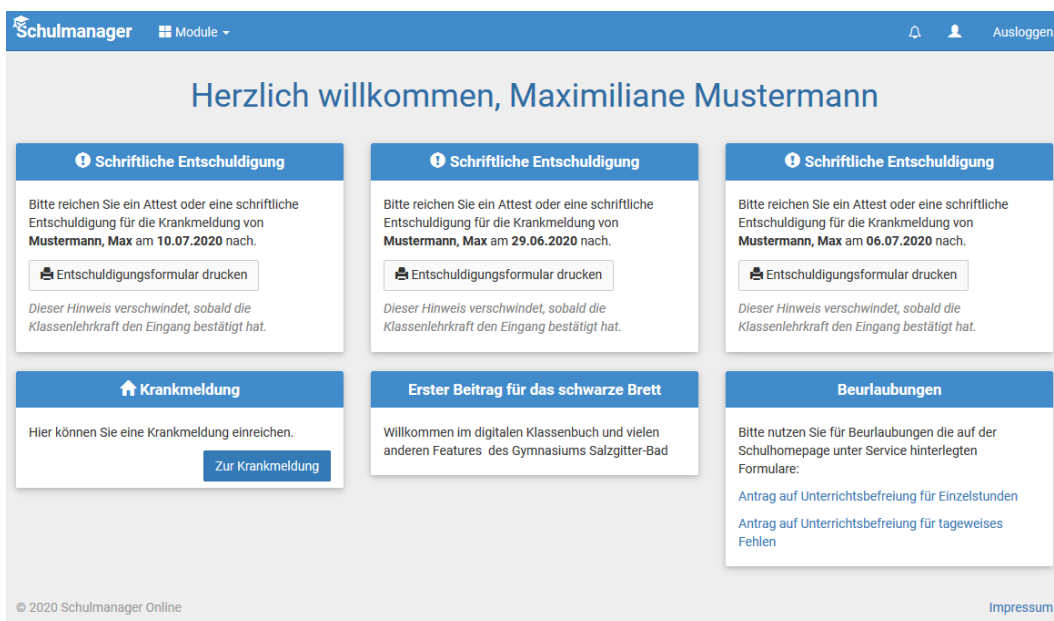 Schulmanager Module Ausloggen
Herzlich willkommen, Maximiliane Mustermann
Schriftliche Entschuldigung
Bitte reichen Sie ein Attest oder eine schriftliche
Entschuldigung für die Krankmeldung von
Mustermann, Max am 10.07.2020 nach.
Entschuldigungsformular drucken
Dieser Hinweis verschwindet, sobald die
Klassenlehrkraft den Eingang bestätigt hat.
Schriftliche Entschuldigung
Bitte reichen Sie ein Attest oder eine schriftliche
Entschuldigung für die Krankmeldung von
Mustermann, Max am 29.06.2020 nach.
Entschuldigungsformular drucken
Dieser Hinweis verschwindet, sobald die
Klassenlehrkraft den Eingang bestätigt hat.
Schriftliche Entschuldigung
Bitte reichen Sie ein Attest oder eine schriftliche
Entschuldigung für die Krankmeldung von
Mustermann, Max am 06.07.2020 nach.
Entschuldigungsformular drucken
Dieser Hinweis verschwindet, sobald die
Klassenlehrkraft den Eingang bestätigt hat.
Krankmeldung
Hier können Sie eine Krankmeldung einreichen.
Zur Krankmeldung
Erster Beitrag für das schwarze Brett
Willkommen im digitalen Klassenbuch und vielen
anderen Features des Gymnasiums Salzgitter-Bad
Beurlaubungen
Bitte nutzen Sie für Beurlaubungen die auf der
Schulhomepage unter Service hinterlegten
Formulare:
Antrag auf Unterrichtsbefreiung für Einzelstunden
Antrag auf Unterrichtsbefreiung für tageweises
Fehlen
© 2020 Schulmanager Online
Impressum